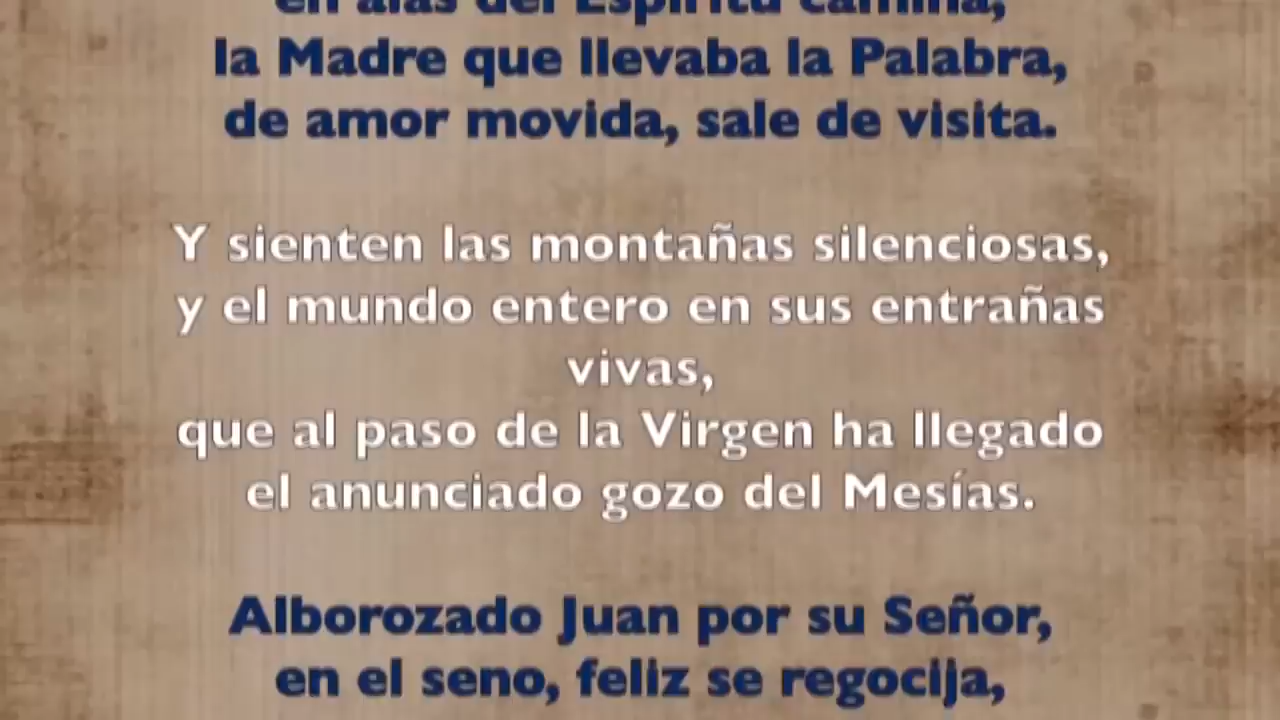 en alas del Espíritu camina,
la Madre que llevaba la Palabra,
de amor movida, sale de visita.
Y sienten las montañas silenciosas,
y el mundo entero en sus entrañas
vivas,
que al paso de la Virgen ha llegado
el anunciado gozo del Mesías.
Alborozado Juan por su Señor,
en el seno, feliz se regocija,